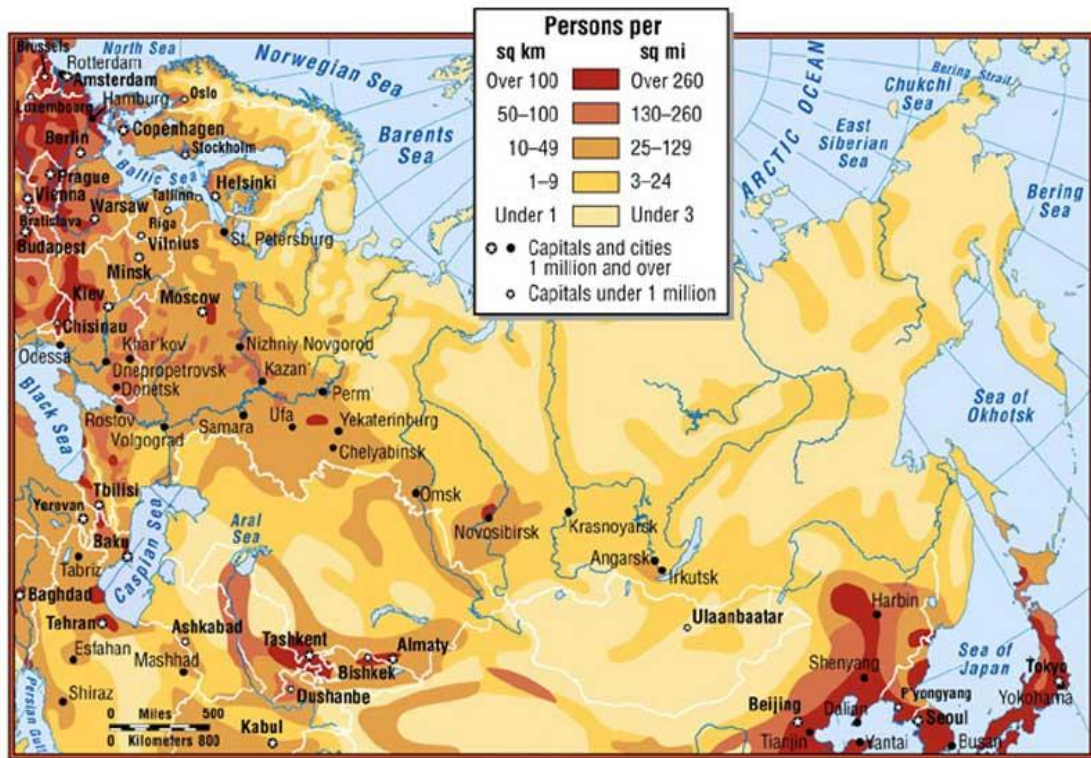 Persons per
sq km sq mi
Over 100 Over 260
50–100 130–260
10–49 25–129
1–9 3–24
Under 1 Under 3
Capitals and cities
1 million and over
Capitals under 1 million
Brussels
North Sea
Rotterdam
Amsterdam
Luxembourg
Hamburg
Oslo
Norwegian Sea
Copenhagen
Berlin
Stockholm
Barents
Sea
Baltic Sea
Prague
Tallinn
Helsinki
Vienna
Warsaw
Riga
Bratislava
Vilnius
St. Petersburg
Budapest
Minsk
Kiev
Moscow
Chisinau
Khar'kov
Nizhniy Novgorod
Odessa
Dnepropetrovsk
Kazan'
Donetsk
Perm'
Black Sea
Rostov
Samara
Ufa
Yekaterinburg
Volgograd
Chelyabinsk
Omsk
Tbilisi
Yerevan
Aral
Sea
Novosibirsk
Krasnoyarsk
Baku
Caspian Sea
Angarsk
Irkutsk
Tabriz
Baghdad
Tehran
Ashkabad
Tashkent
Almaty
Ulaanbaatar
Harbin
Esfahan
Mashhad
Bishkek
Shenyang
Sea of
Japan
Tokyo
Shiraz
Dushanbe
P'yongyang
Yokohama
Persian Gulf
0 Miles 500
0 Kilometers 800
Kabul
Beijing
Dalian
Seoul
Tianjin
Yantai
Busan
ARCTIC OCEAN
Chukchi
Sea
Bering Strait
East
Siberian
Sea
Bering
Sea
Sea of
Okhotsk